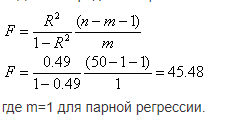 F = R²/(1 − R²) (n − m − 1)/m
F = 0.49/(1 − 0.49) (50 − 1 − 1)/1 = 45.48
где m=1 для парной регрессии.